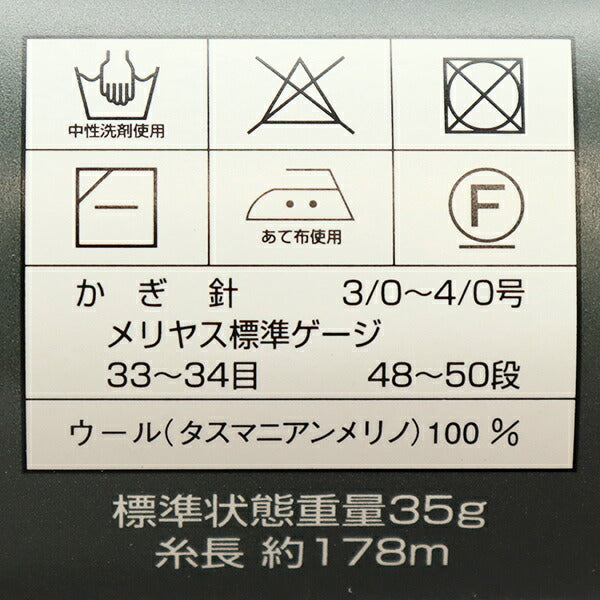 中性洗剤使用
あて布使用
F
かぎ針 3/0〜4/0号
メリヤス標準ゲージ
33〜34目 48〜50段
ウール(タスマニアンメリノ)100%
標準状態重量35g
糸長 約178m